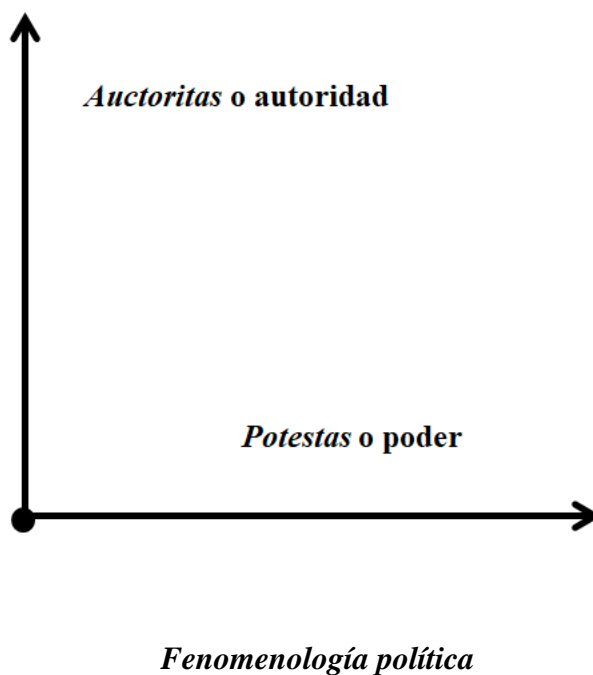 Auctoritas o autoridad
Potestas o poder
Fenomenología política